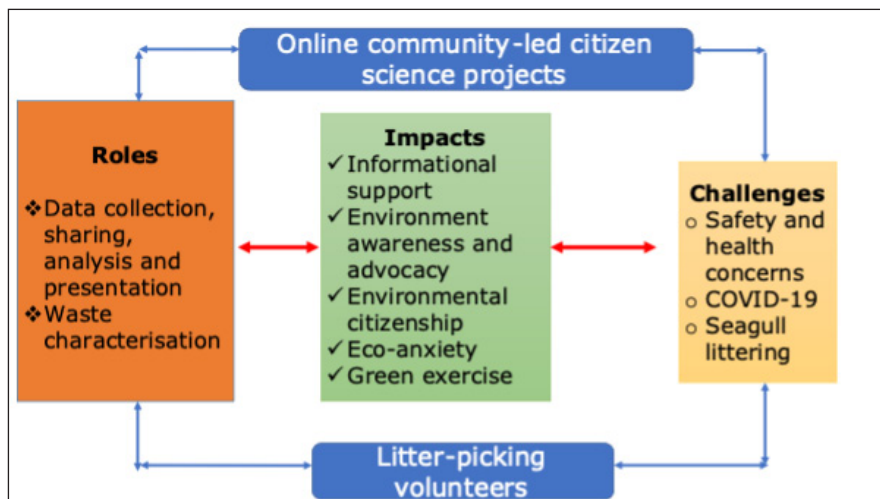 Online community-led citizen
science projects
Roles
❖Data collection,
sharing,
analysis and
presentation
❖Waste
characterisation
Impacts
✓Informational
support
✓Environment
awareness and
advocacy
✓Environmental
citizenship
✓Eco-anxiety
✓Green exercise
Challenges
o Safety and
health
concerns
o COVID-19
o Seagull
littering
Litter-picking
volunteers